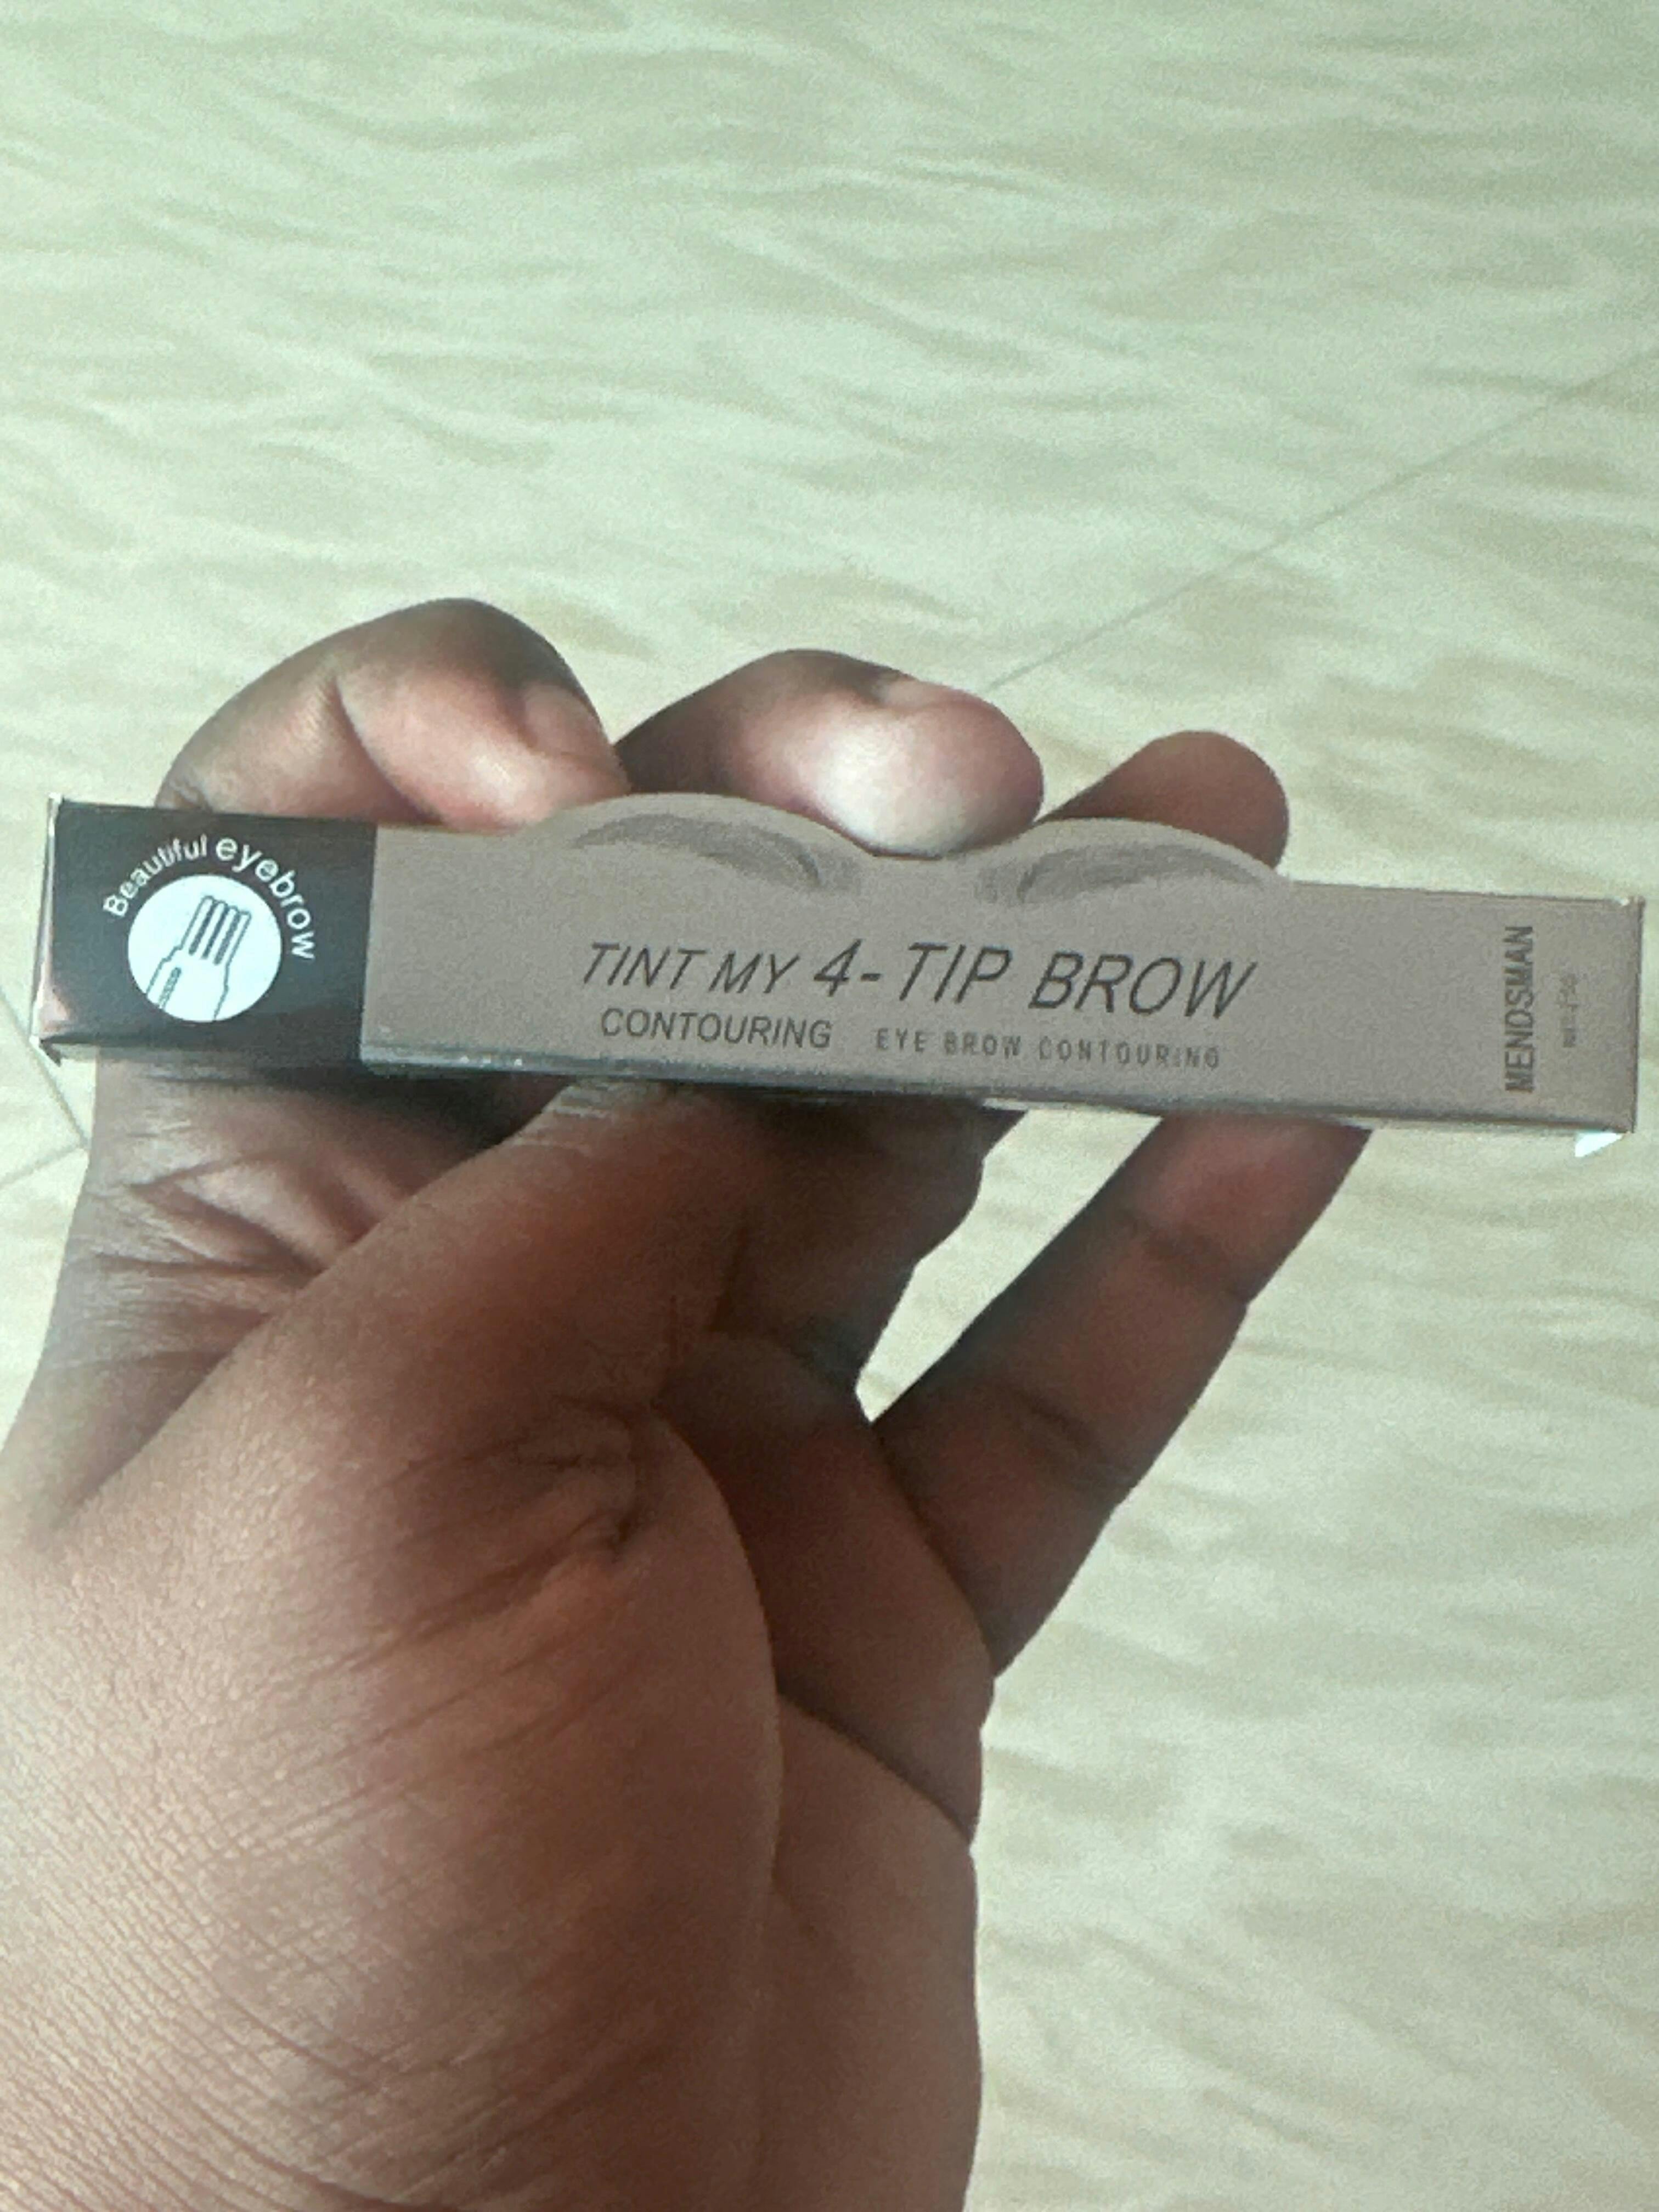 Beautiful eyebrow
TINT MY 4-TIP BROW
CONTOURING EYE BROW CONTOURING
MENDSMAN